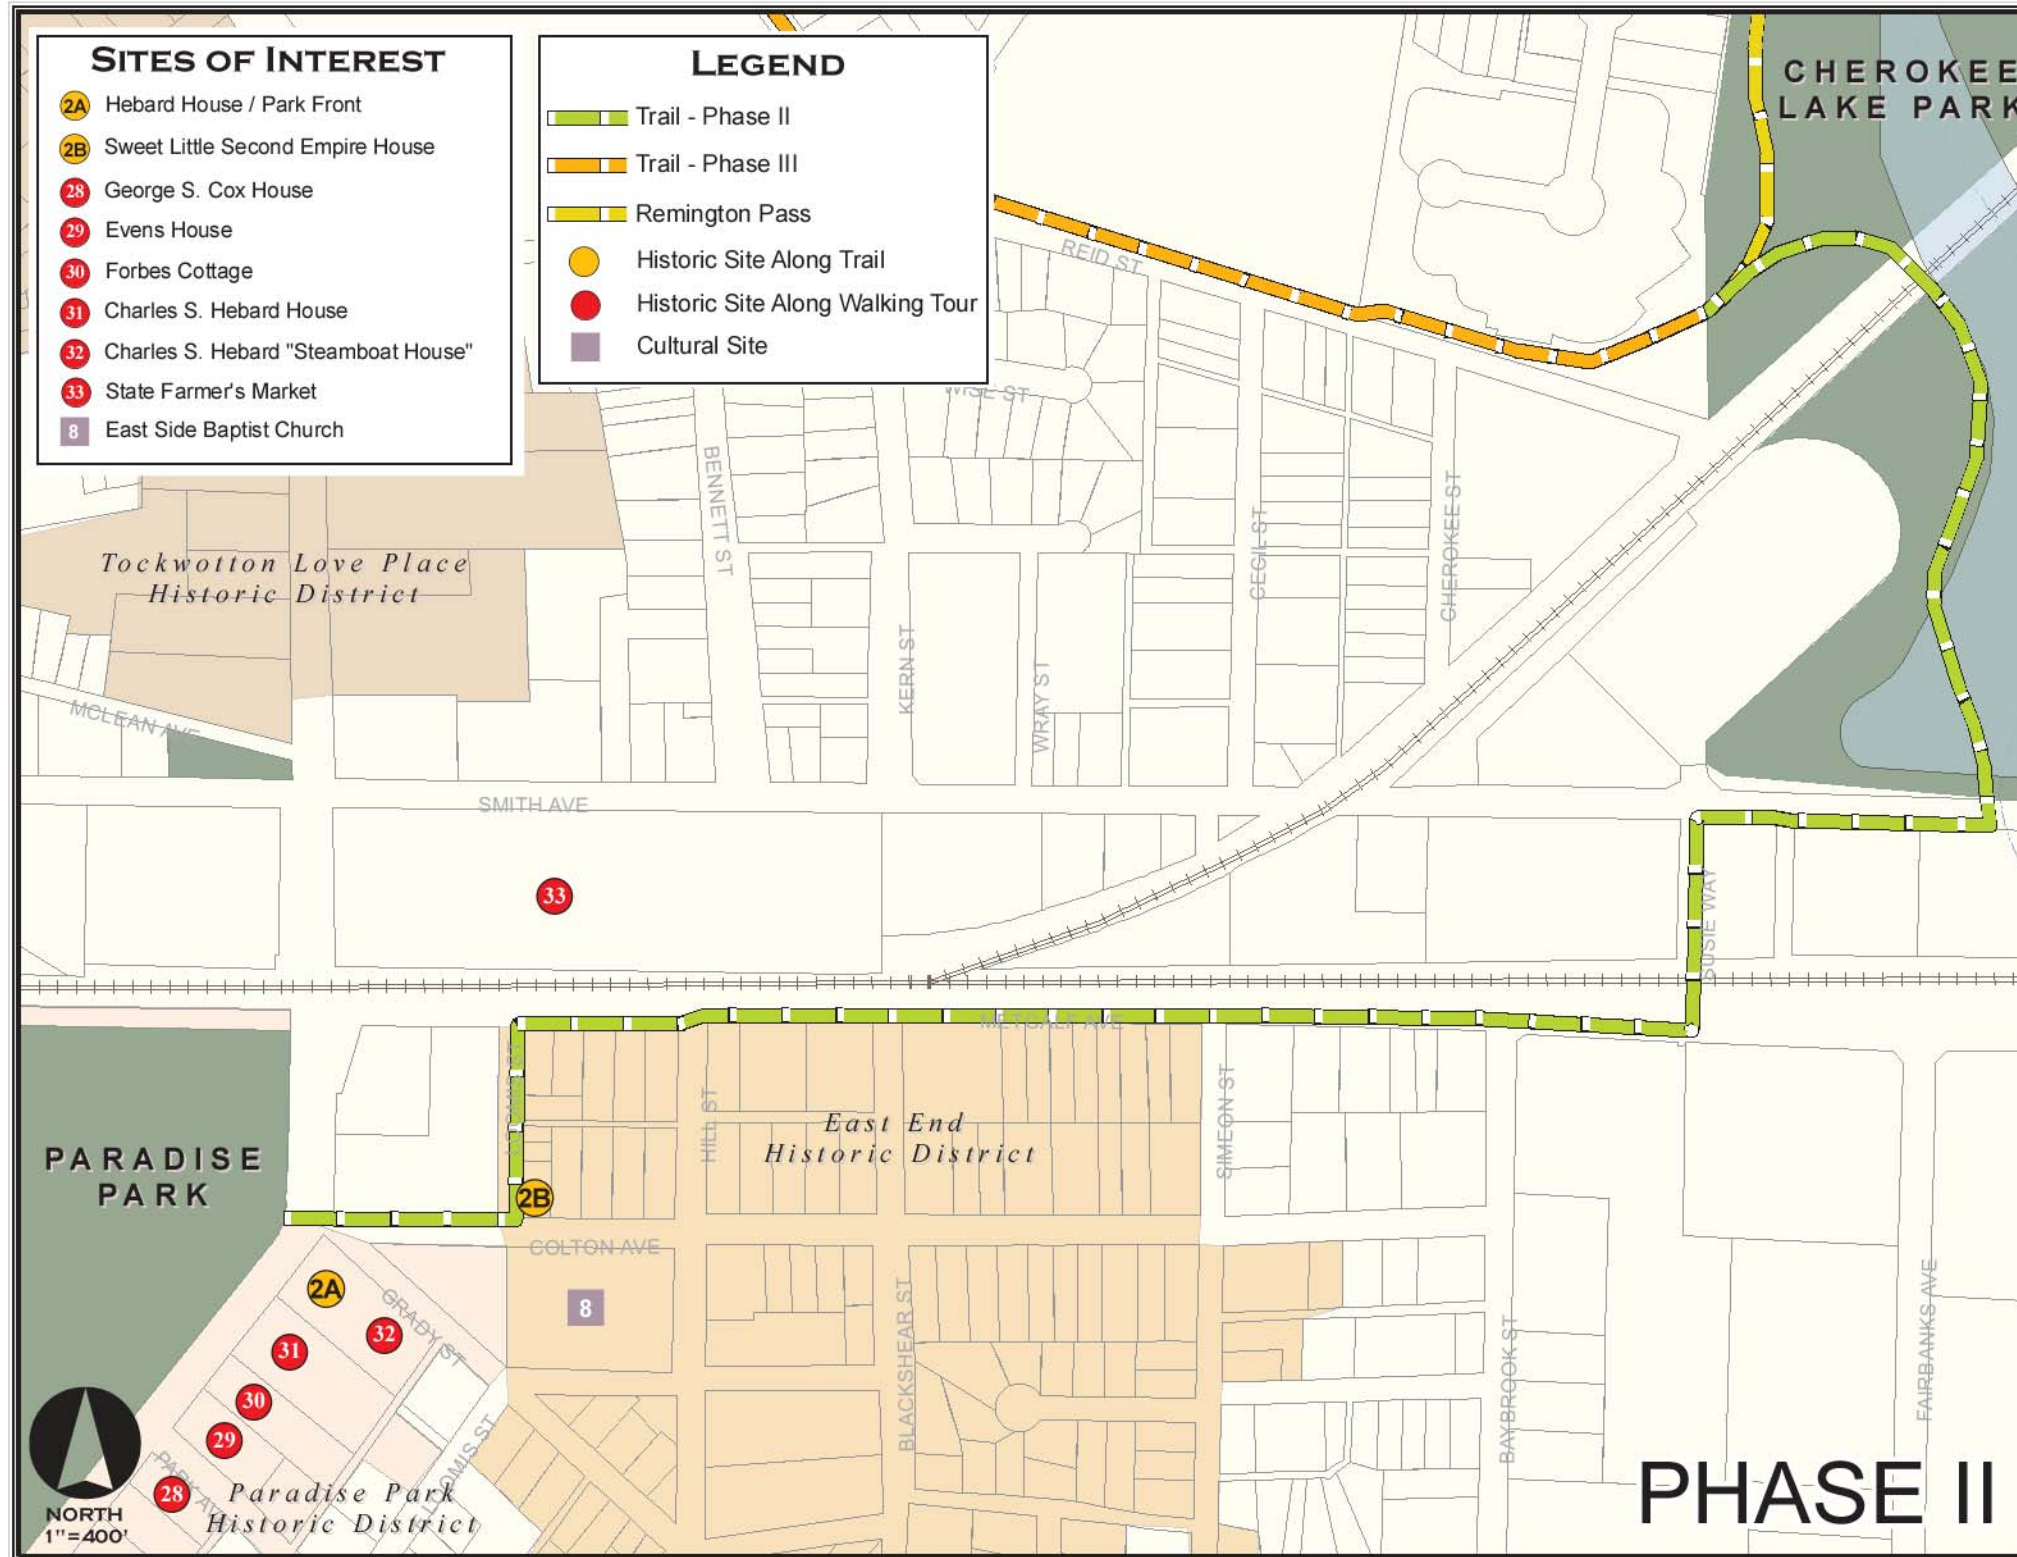 SITES OF INTEREST
2A Hebard House / Park Front
2B Sweet Little Second Empire House
28 George S. Cox House
29 Evens House
30 Forbes Cottage
31 Charles S. Hebard House
32 Charles S. Hebard "Steamboat House"
33 State Farmer's Market
8 East Side Baptist Church
LEGEND
Trail - Phase II
Trail - Phase III
Remington Pass
Historic Site Along Trail
Historic Site Along Walking Tour
Cultural Site
CHEROKEE
LAKE PARK
REID ST
WISE ST
BENNETT ST
CECIL ST
CHEROKEE ST
Tockwotton Love Place
Historic District
KERN ST
WRAY ST
MCLEAN AVE
SMITH AVE
33
SUSIE WAY
METCALF AVE
HILL ST
East End
Historic District
SIMEON ST
PARADISE
PARK
2B
COLTON AVE
2A
GRADY ST
8
32
31
BLACKSHEAR ST
BAYBROOK ST
FAIRBANKS AVE
30
29
28
PARK AVE
LOOMIS ST
Paradise Park
Historic District
NORTH
1"=400'
PHASE II